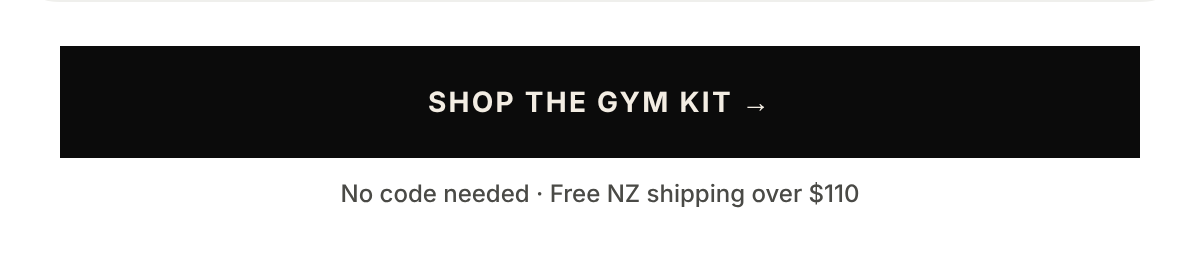 SHOP THE GYM KIT →
No code needed · Free NZ shipping over $110